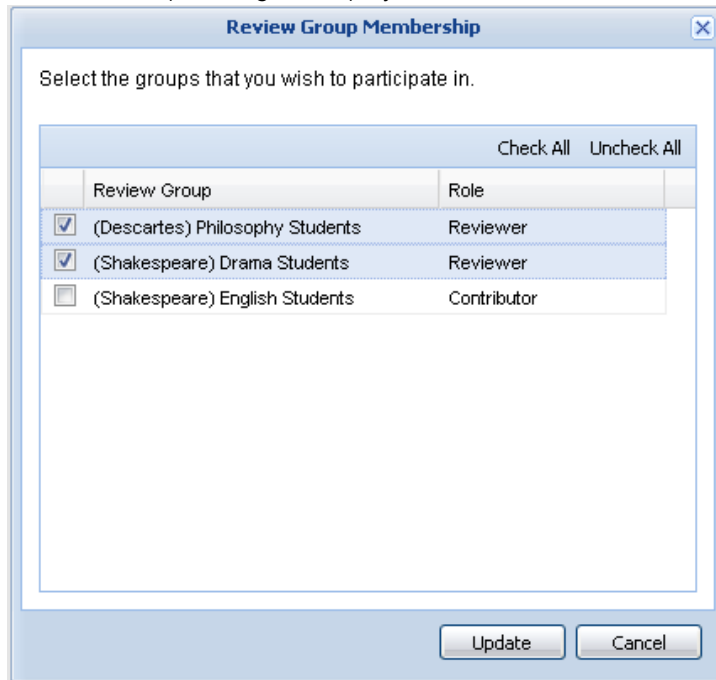 Review Group Membership
Select the groups that you wish to participate in.
Check All Uncheck All
Review Group Role
(Descartes) Philosophy Students Reviewer
(Shakespeare) Drama Students Reviewer
(Shakespeare) English Students Contributor
Update Cancel